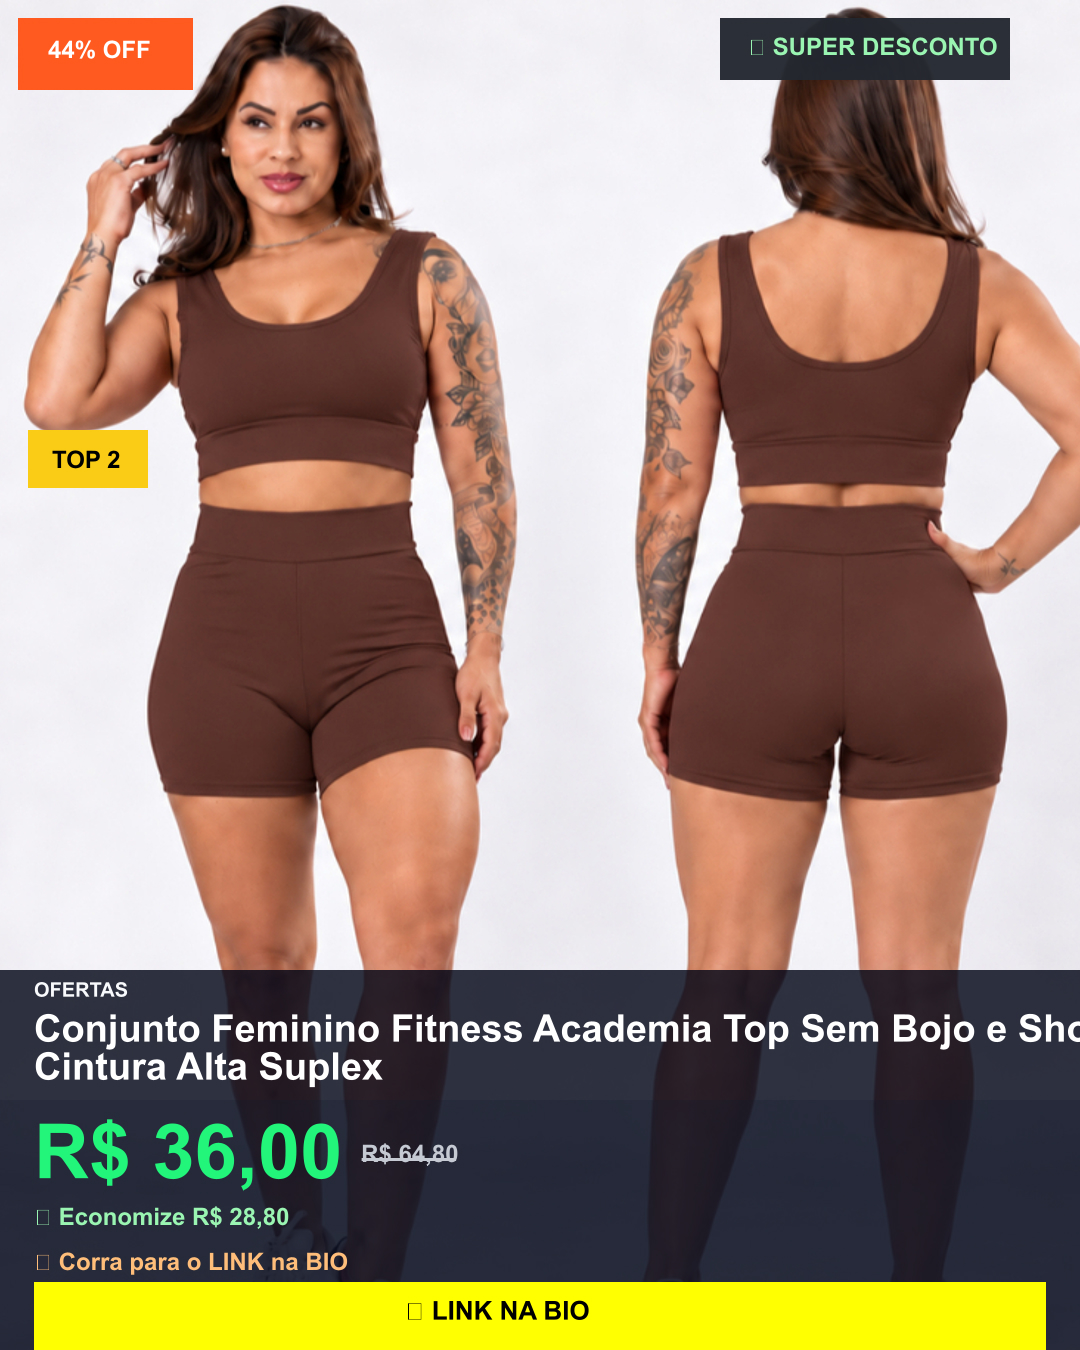 44% OFF
SUPER DESCONTO
TOP 2
OFERTAS
Conjunto Feminino Fitness Academia Top Sem Bojo e Sho
Cintura Alta Suplex
R$ 36,00 R$ 64,80
Economize R$ 28,80
Corra para o LINK na BIO
LINK NA BIO